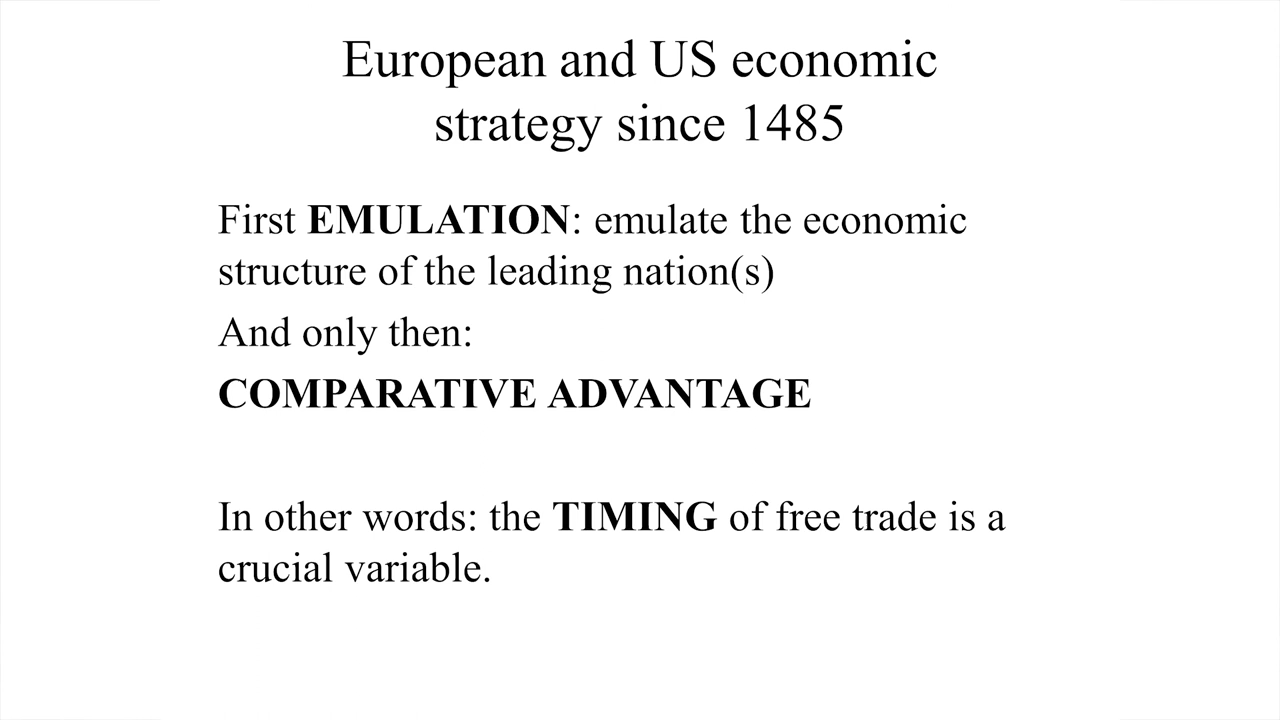 European and US economic
strategy since 1485
First EMULATION: emulate the economic
structure of the leading nation(s)
And only then:
COMPARATIVE ADVANTAGE
In other words: the TIMING of free trade is a
crucial variable.